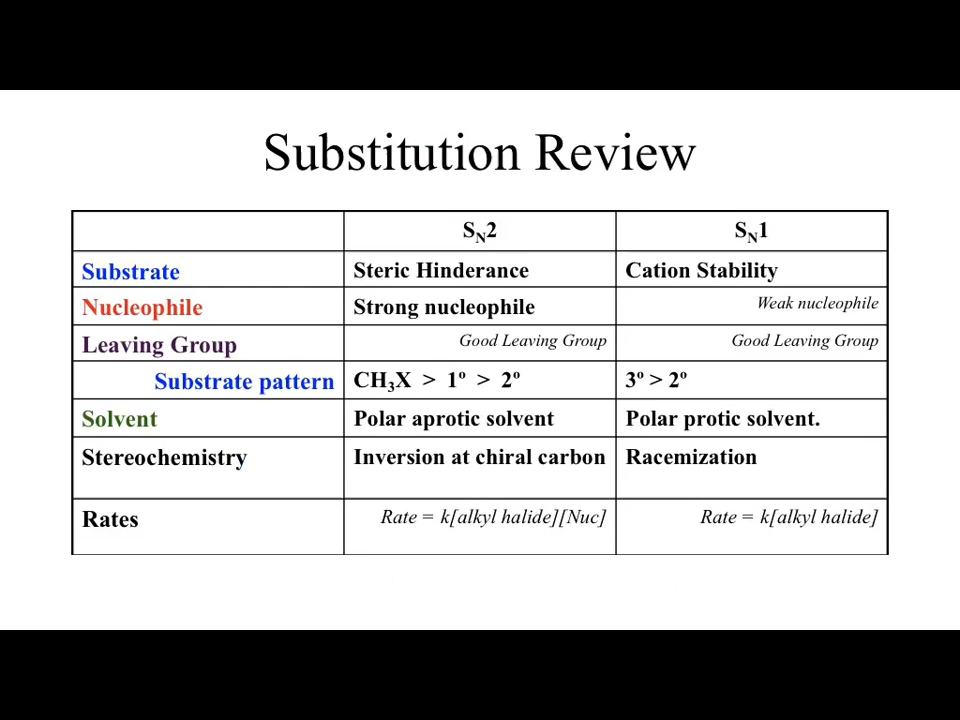 Substitution Review
SN2 SN1
Substrate Steric Hinderance Cation Stability
Nucleophile Strong nucleophile Weak nucleophile
Leaving Group Good Leaving Group Good Leaving Group
Substrate pattern CH3X > 1º > 2º 3º > 2º
Solvent Polar aprotic solvent Polar protic solvent.
Stereochemistry Inversion at chiral carbon Racemization
Rates Rate = k[alkyl halide][Nuc] Rate = k[alkyl halide]